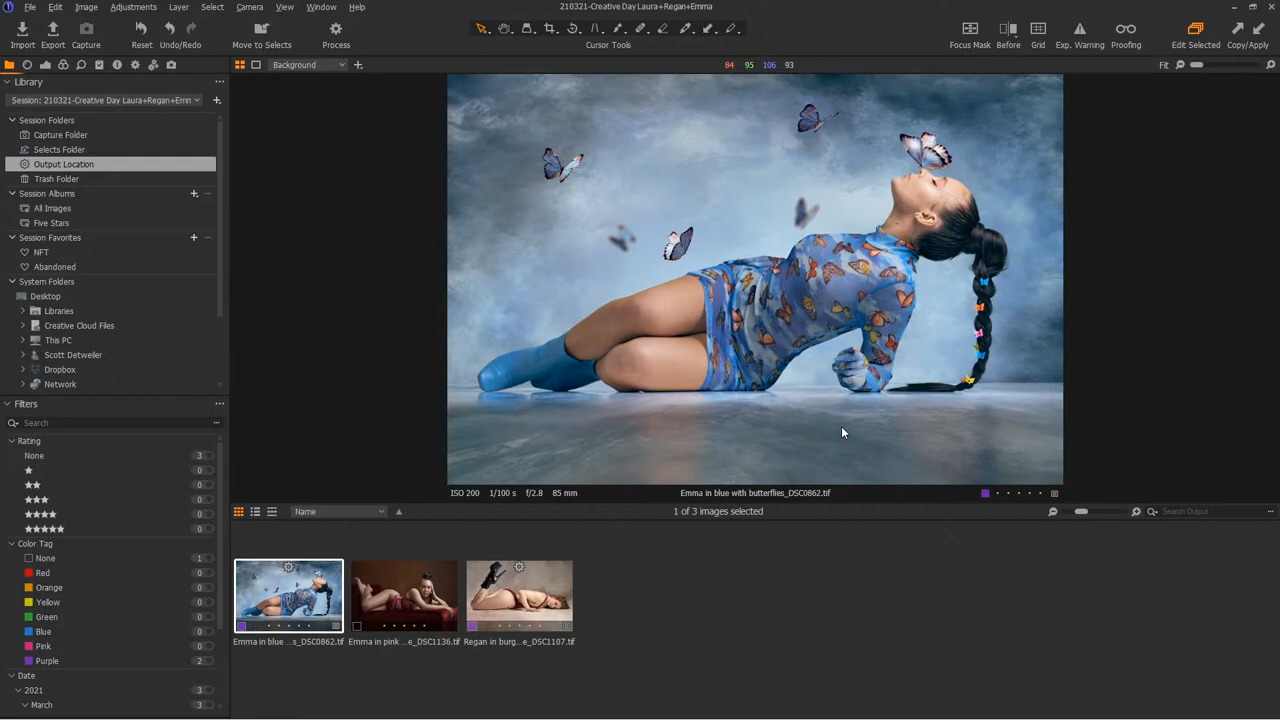 File Edit Image Adjustments Layer Select Camera View Window Help
210321-Creative Day Laura+Regan+Emma
Import Export Capture Reset Undo/Redo Move to Selects Process Cursor Tools Focus Mask Before Grid Exp. Warning Proofing Edit Selected Copy/Apply
Background 84 95 106 93 Fit
Library
Session: 210321-Creative Day Laura+Regan+Emn
Session Folders
Capture Folder
Selects Folder
Output Location
Trash Folder
Session Albums
All Images
Five Stars
Session Favorites
NFT
Abandoned
System Folders
Desktop
Libraries
Creative Cloud Files
This PC
Scott Detweiler
Dropbox
Network
Filters
Search
Rating
None 3
0
0
0
0
0
Color Tag
None 1
Red 0
Orange 0
Yellow 0
Green 0
Blue 0
Pink 0
Purple 2
Date
2021 3
March 3
ISO 200 1/100 s f/2.8 85 mm Emma in blue with butterflies_DSC0862.tif
Name 1 of 3 images selected Search Output
Emma in blue ...s_DSC0862.tif Emma in pink ...e_DSC1136.tif Regan in burg...e_DSC1107.tif